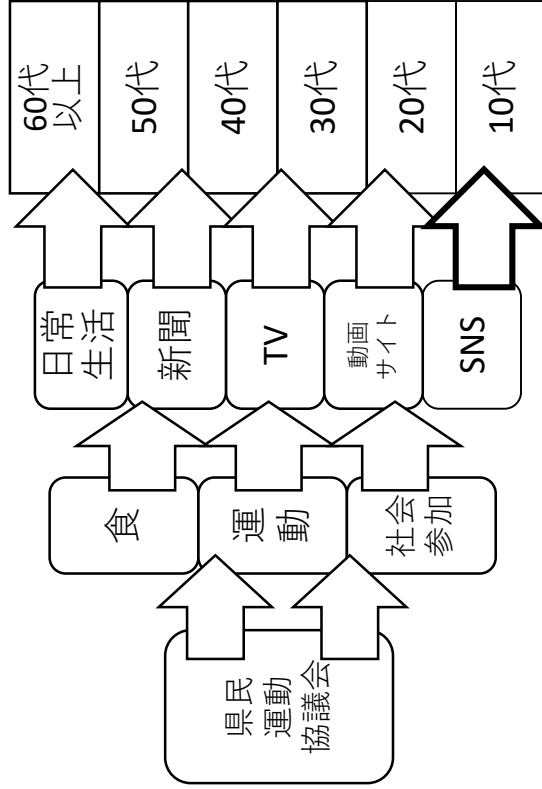 県民
運動
協議会
食
運
動
社会
参加
日常
生活
新聞
TV
動画
サイト
SNS
60代
以上
50代
40代
30代
20代
10代